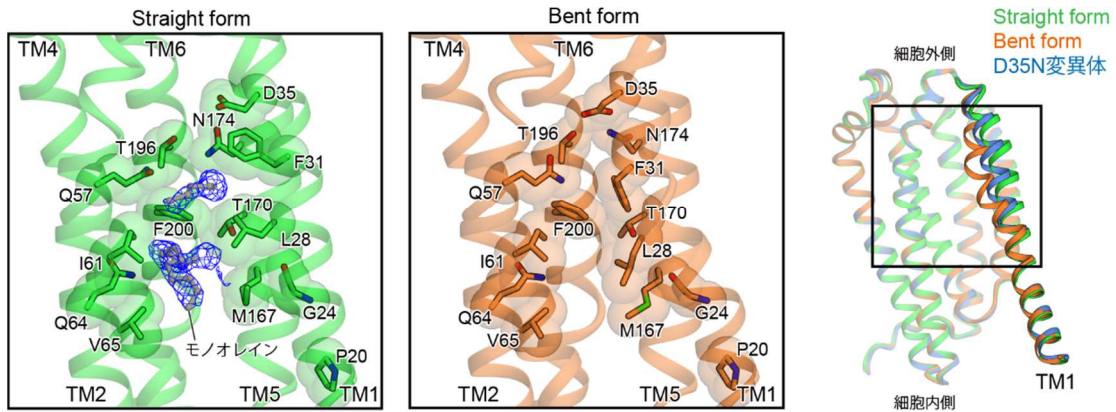 Straight form
TM4
TM6
D35
N174
T196
F31
Q57
F200
T170
L28
I61
Q64
M167
G24
V65
モノオレイン
P20
TM2
TM5
TM1
Bent form
TM4
TM6
D35
T196
N174
Q57
F31
F200
T170
L28
I61
Q64
M167
G24
V65
P20
TM2
TM5
TM1
Straight form
Bent form
D35N変異体
細胞外側
TM1
細胞内側